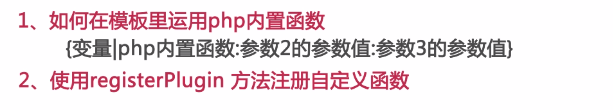 1、如何在模板里运用php内置函数
{变量|php内置函数:参数2的参数值:参数3的参数值}
2、使用registerPlugin 方法注册自定义函数